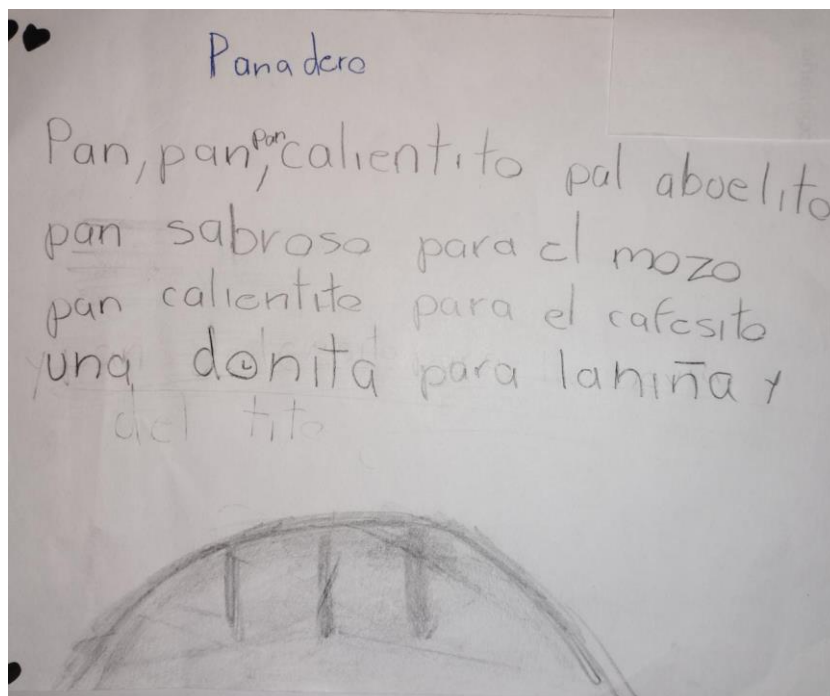 Panadero
Pan, pan, pan calientito pal abuelito
pan sabroso para el mozo
pan calientito para el cafesito
una donita para la niña y
del tito